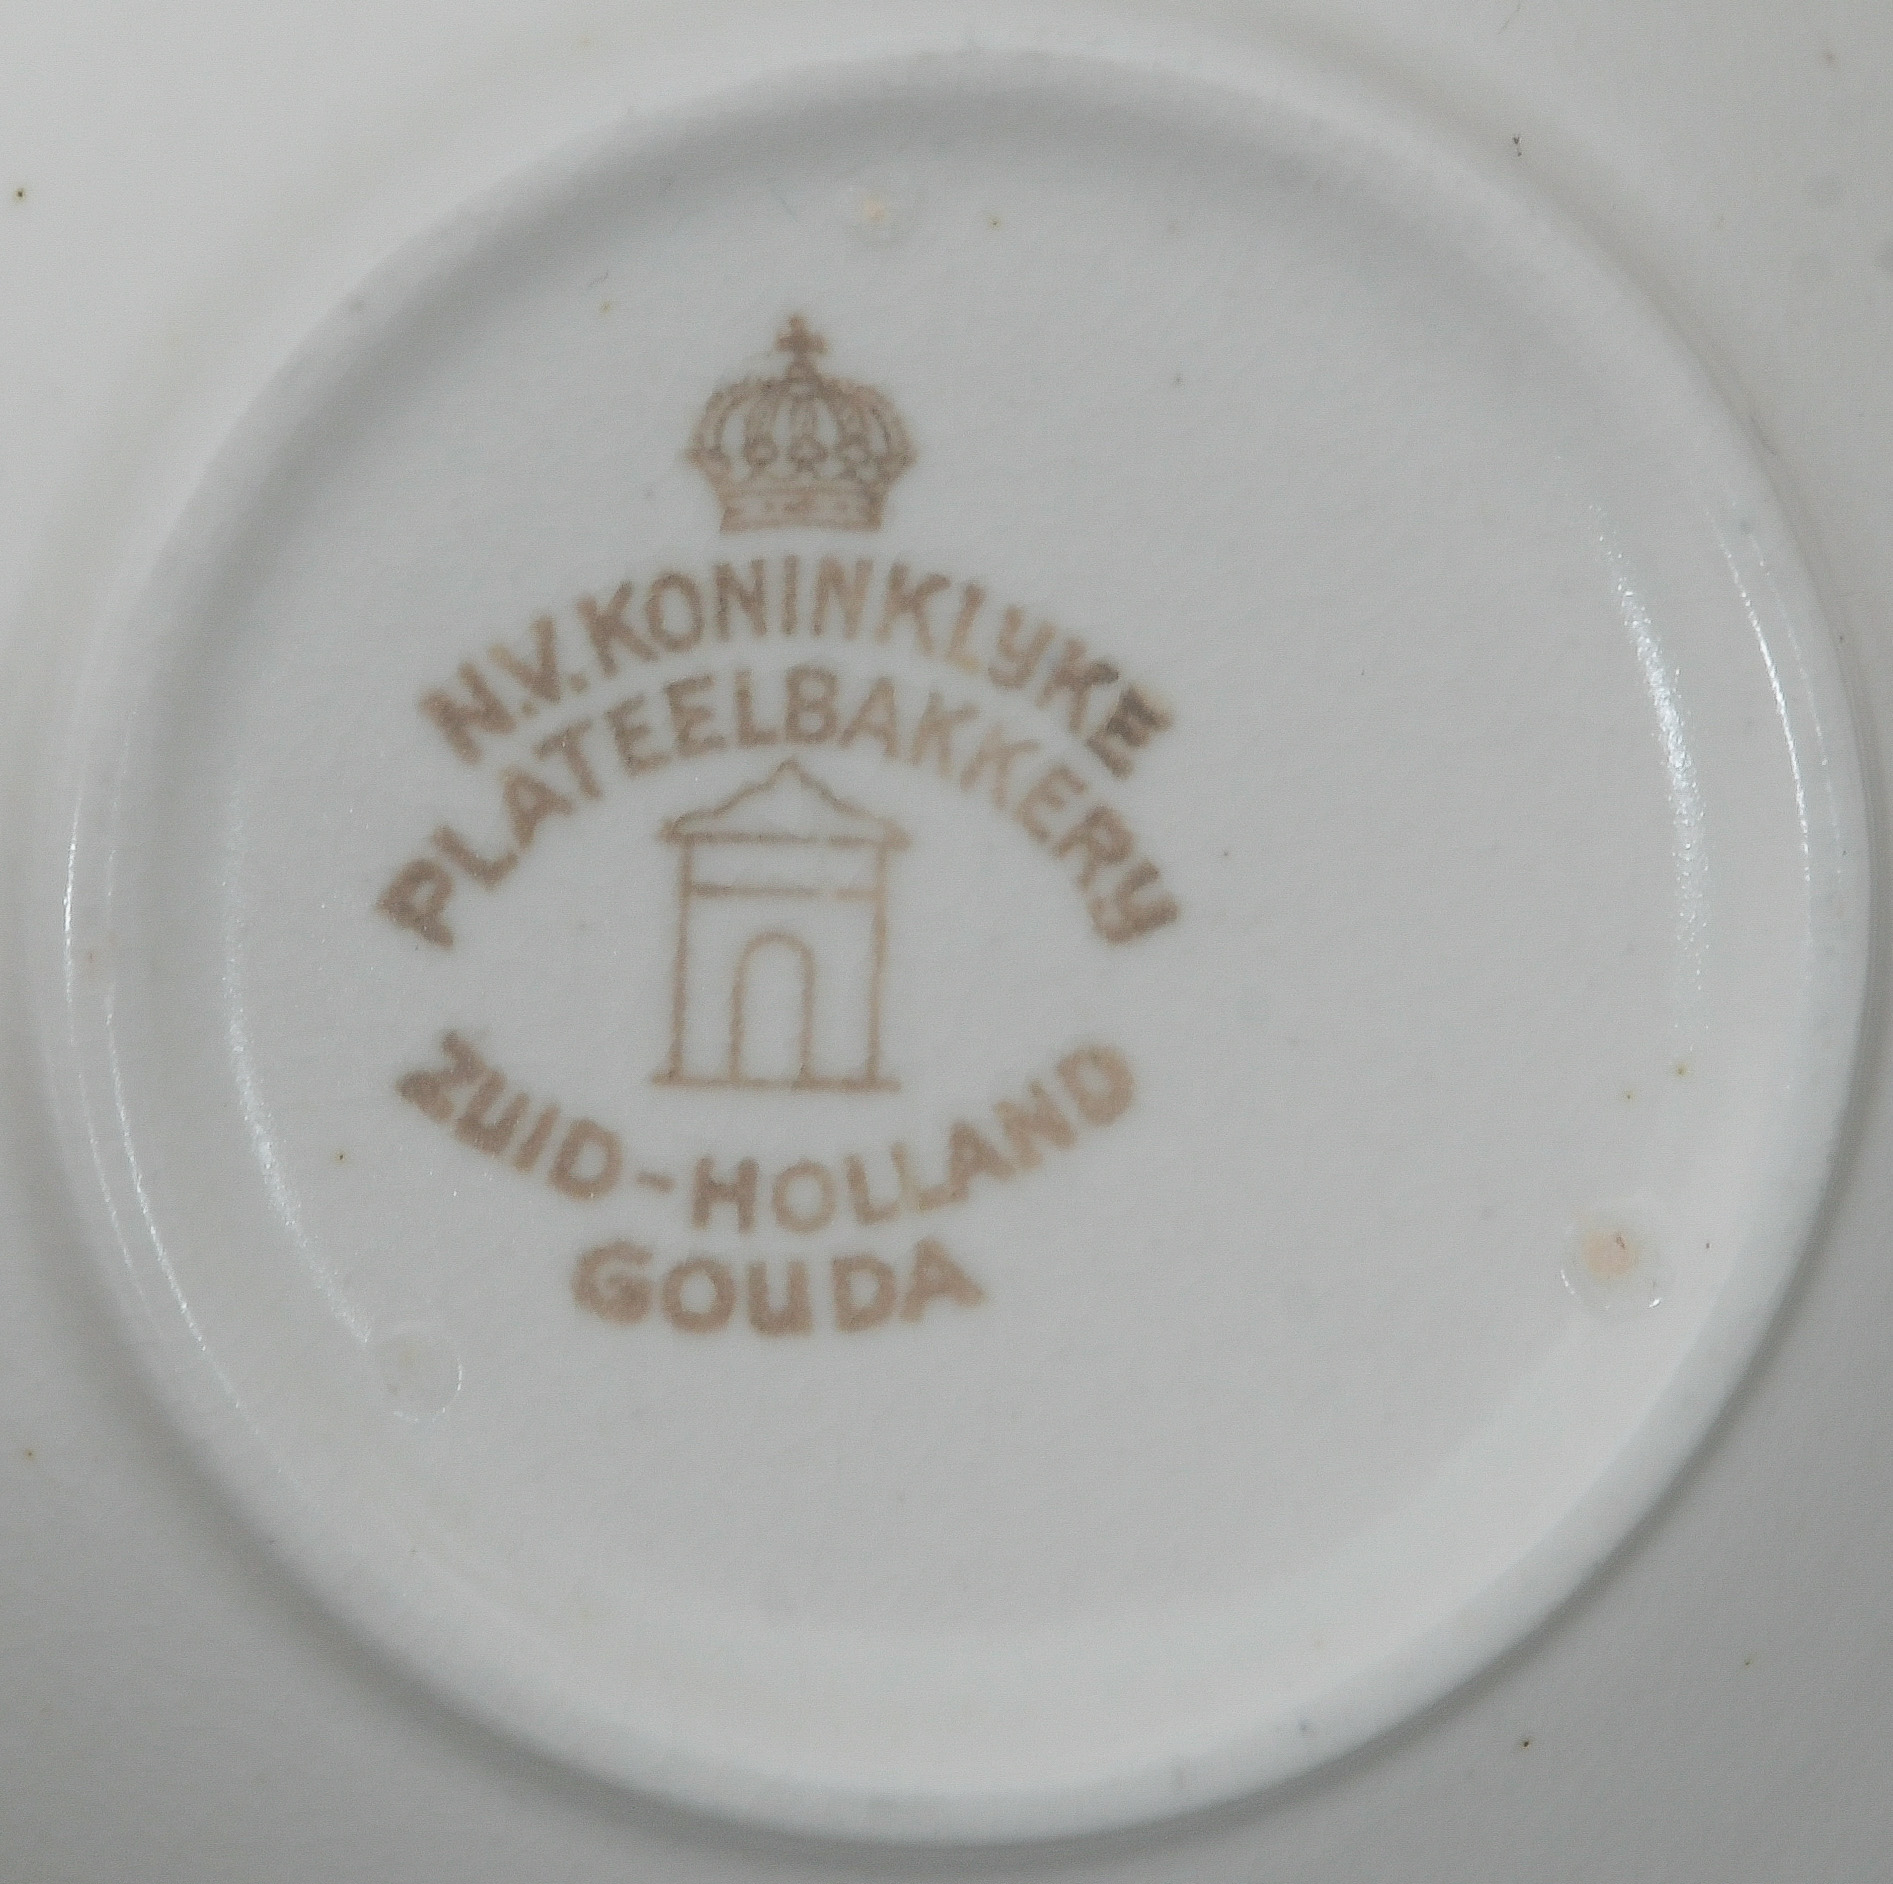 N.V. KONINKLYKE
PLATEELBAKKERY
ZUID-HOLLAND
GOUDA